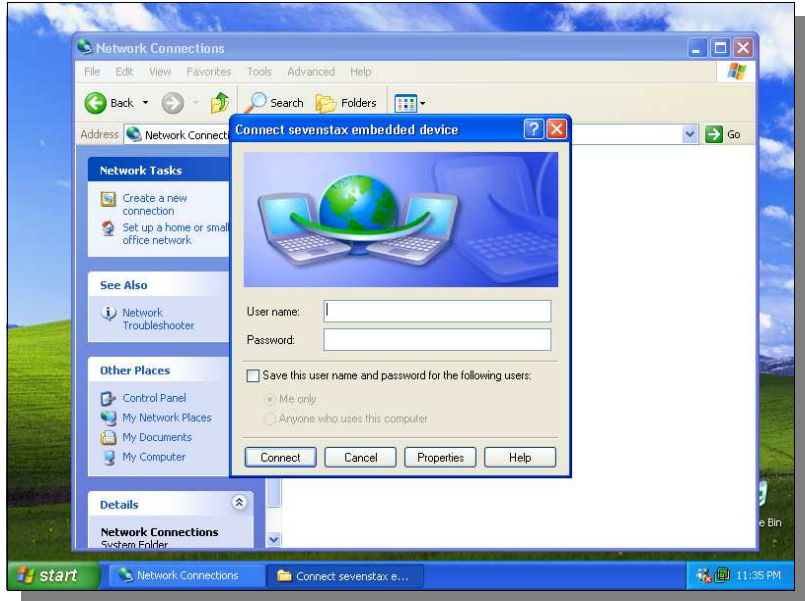 Network Connections
File Edit View Favorites Tools Advanced Help
Back Search Folders
Address Network Connecti Go
Connect sevenstax embedded device
Network Tasks
Create a new
connection
Set up a home or small
office network
See Also
Network
Troubleshooter
Other Places
Control Panel
My Network Places
My Documents
My Computer
Details
Network Connections
System Folder
User name:
Password:
Save this user name and password for the following users:
Me only
Anyone who uses this computer
Connect Cancel Properties Help
e Bin
start Network Connections Connect sevenstax e... 11:35 PM